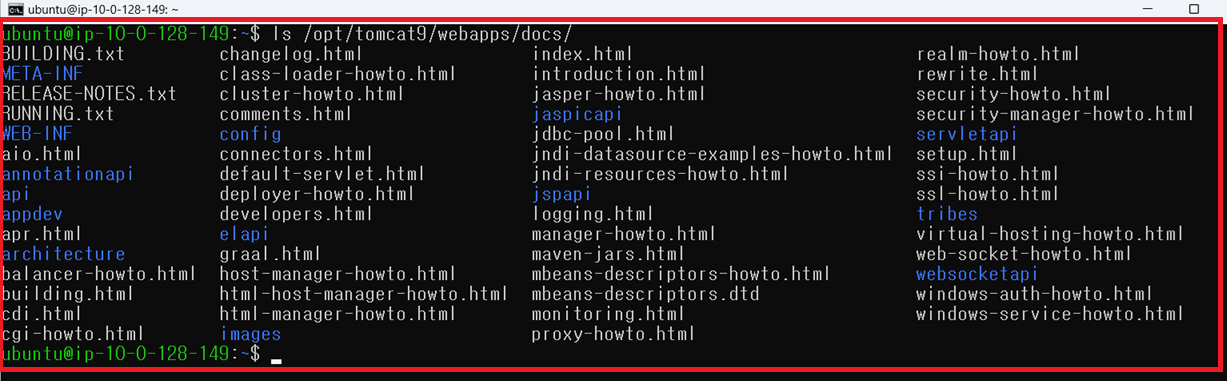 ubuntu@ip-10-0-128-149: ~
ubuntu@ip-10-0-128-149:~$ ls /opt/tomcat9/webapps/docs/
BUILDING.txt changelog.html index.html realm-howto.html
META-INF class-loader-howto.html introduction.html rewrite.html
RELEASE-NOTES.txt cluster-howto.html jasper-howto.html security-howto.html
RUNNING.txt comments.html jaspicapi security-manager-howto.html
WEB-INF config jdbc-pool.html servletapi
aio.html connectors.html jndi-datasource-examples-howto.html setup.html
annotationapi default-servlet.html jndi-resources-howto.html ssi-howto.html
api deployer-howto.html jspapi ssl-howto.html
appdev developers.html logging.html tribes
apr.html elapi manager-howto.html virtual-hosting-howto.html
architecture graal.html maven-jars.html web-socket-howto.html
balancer-howto.html host-manager-howto.html mbeans-descriptors-howto.html websocketapi
building.html html-host-manager-howto.html mbeans-descriptors.dtd windows-auth-howto.html
cdi.html html-manager-howto.html monitoring.html windows-service-howto.html
cgi-howto.html images proxy-howto.html
ubuntu@ip-10-0-128-149:~$